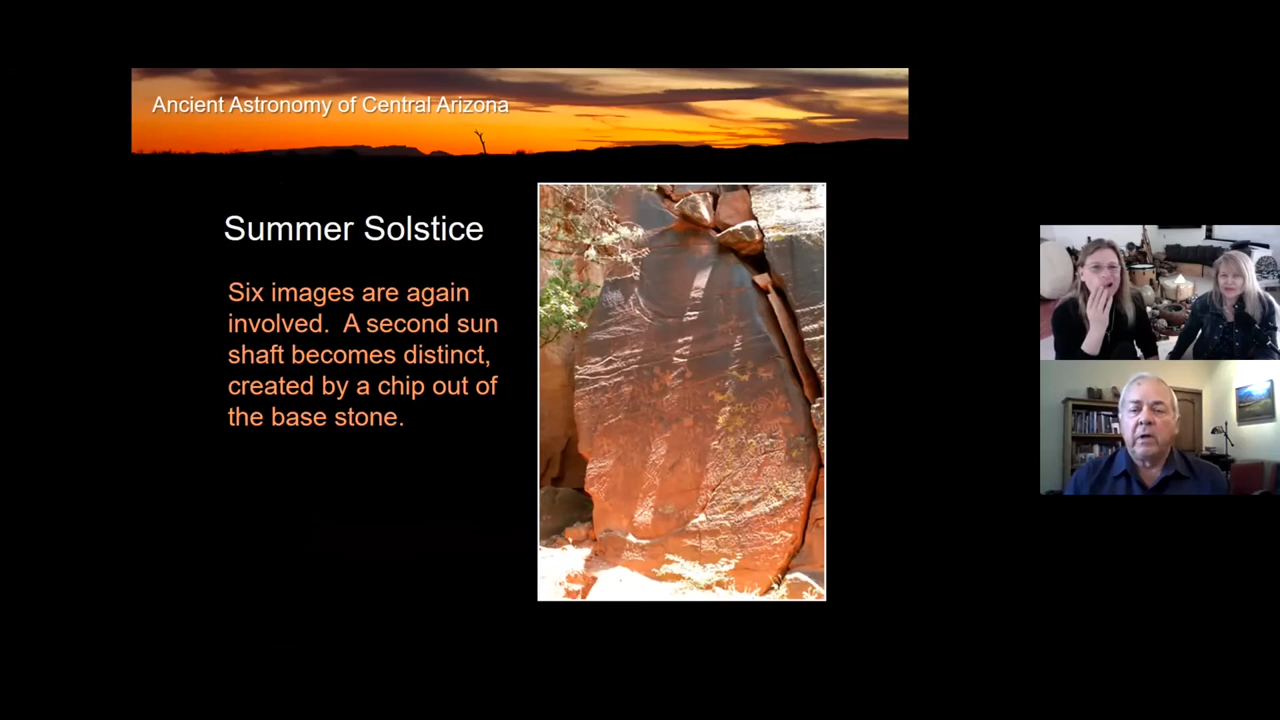 Ancient Astronomy of Central Arizona
Summer Solstice
Six images are again
involved.  A second sun
shaft becomes distinct,
created by a chip out of
the base stone.